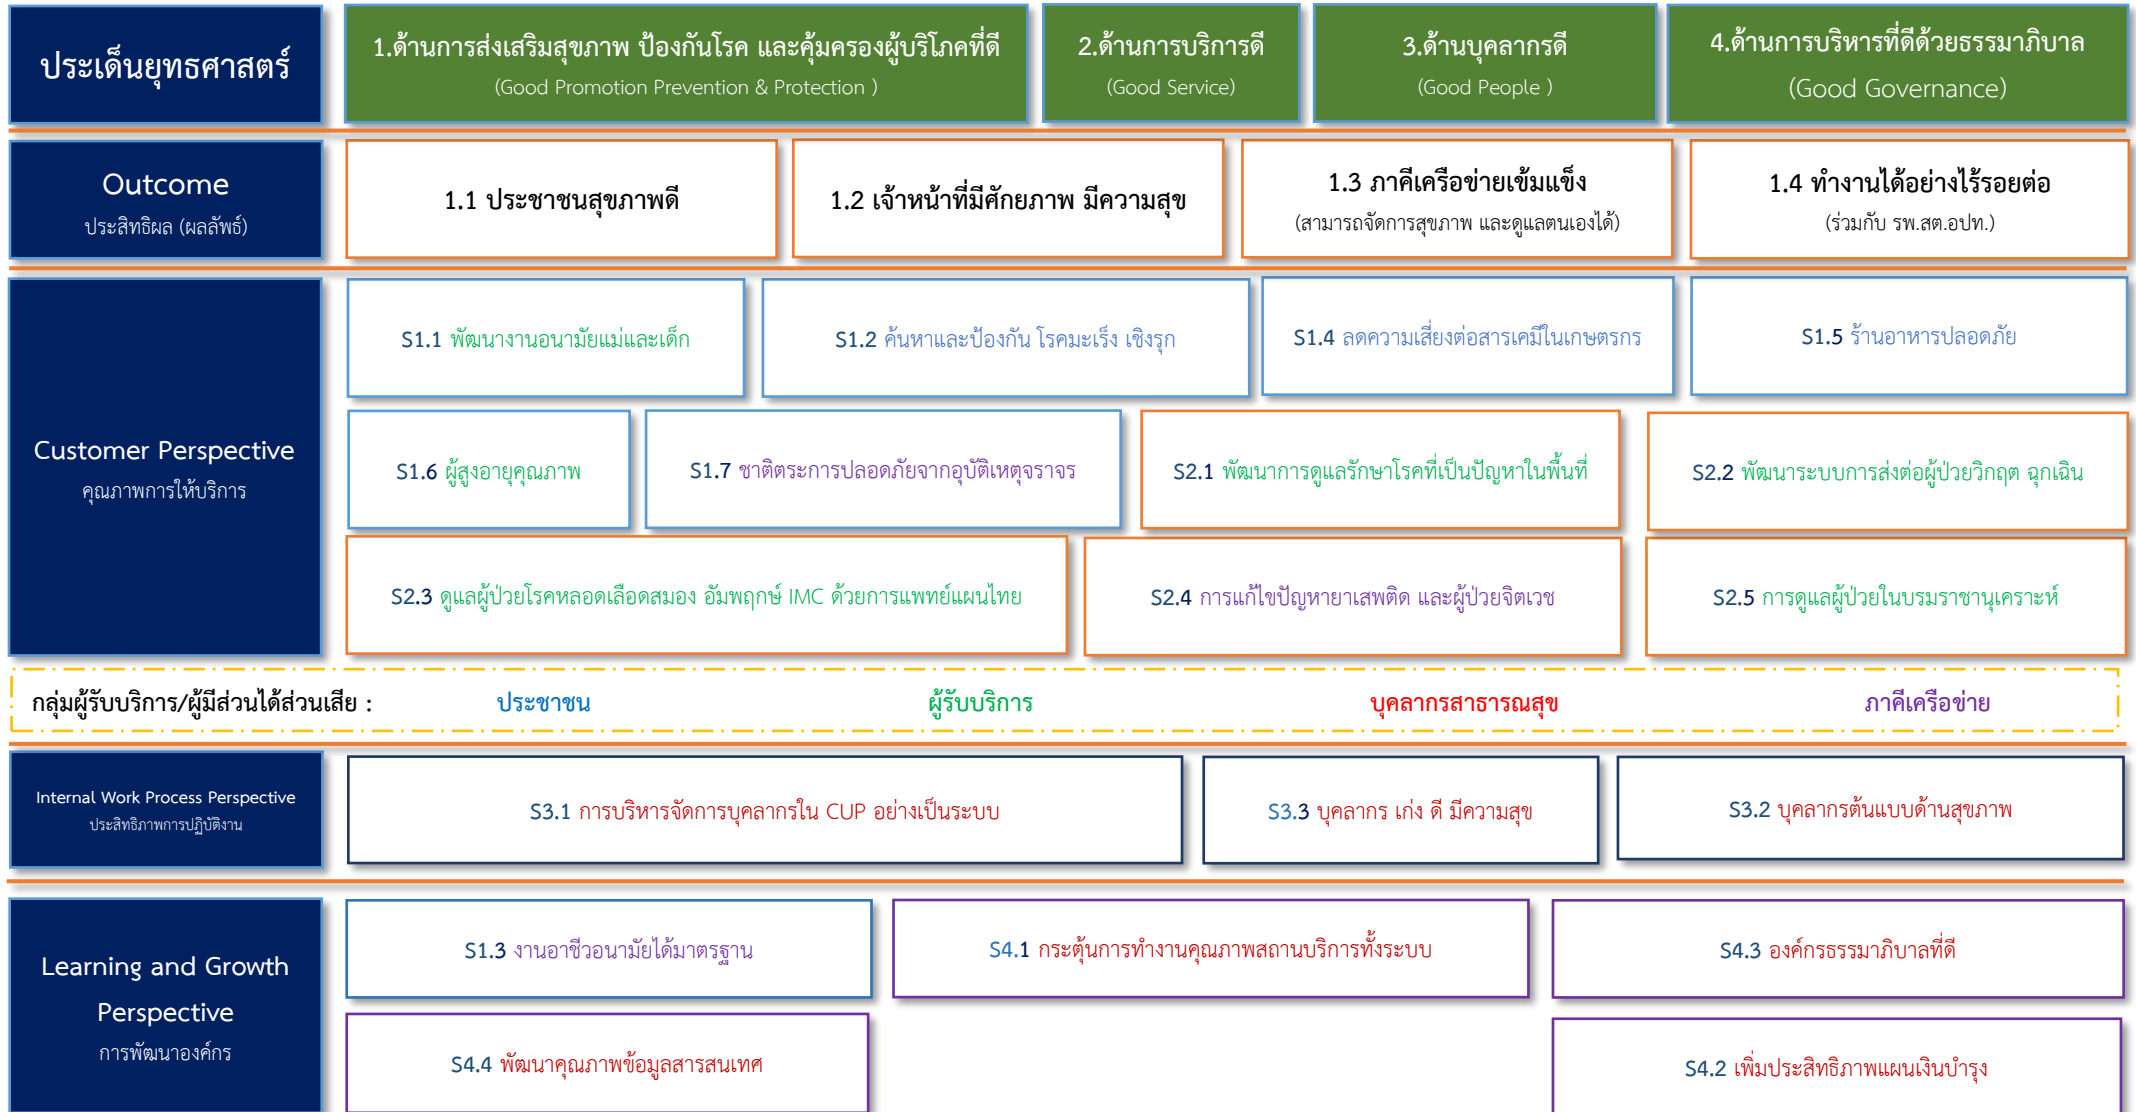 ประเด็นยุทธศาสตร์
1.ด้านการส่งเสริมสุขภาพ ป้องกันโรค และคุ้มครองผู้บริโภคที่ดี
(Good Promotion Prevention & Protection )
2.ด้านการบริการดี
(Good Service)
3.ด้านบุคลากรดี
(Good People )
4.ด้านการบริหารที่ดีด้วยธรรมาภิบาล
(Good Governance)
Outcome
ประสิทธิผล (ผลลัพธ์)
1.1 ประชาชนสุขภาพดี
1.2 เจ้าหน้าที่มีศักยภาพ มีความสุข
1.3 ภาคีเครือข่ายเข้มแข็ง
(สามารถจัดการสุขภาพ และดูแลตนเองได้)
1.4 ทำงานได้อย่างไร้รอยต่อ
(ร่วมกับ รพ.สต.อปท.)
Customer Perspective
คุณภาพการให้บริการ
S1.1 พัฒนางานอนามัยแม่และเด็ก
S1.2 ค้นหาและป้องกัน โรคมะเร็ง เชิงรุก
S1.4 ลดความเสี่ยงต่อสารเคมีในเกษตรกร
S1.5 ร้านอาหารปลอดภัย
S1.6 ผู้สูงอายุคุณภาพ
S1.7 ชาติตระการปลอดภัยจากอุบัติเหตุจราจร
S2.1 พัฒนาการดูแลรักษาโรคที่เป็นปัญหาในพื้นที่
S2.2 พัฒนาระบบการส่งต่อผู้ป่วยวิกฤต ฉุกเฉิน
S2.3 ดูแลผู้ป่วยโรคหลอดเลือดสมอง อัมพฤกษ์ IMC ด้วยการแพทย์แผนไทย
S2.4 การแก้ไขปัญหายาเสพติด และผู้ป่วยจิตเวช
S2.5 การดูแลผู้ป่วยในบรมราชานุเคราะห์
กลุ่มผู้รับบริการ/ผู้มีส่วนได้ส่วนเสีย :
ประชาชน
ผู้รับบริการ
บุคลากรสาธารณสุข
ภาคีเครือข่าย
Internal Work Process Perspective
ประสิทธิภาพการปฏิบัติงาน
S3.1 การบริหารจัดการบุคลากรใน CUP อย่างเป็นระบบ
S3.3 บุคลากร เก่ง ดี มีความสุข
S3.2 บุคลากรต้นแบบด้านสุขภาพ
Learning and Growth
Perspective
การพัฒนาองค์กร
S1.3 งานอาชีวอนามัยได้มาตรฐาน
S4.1 กระตุ้นการทำงานคุณภาพสถานบริการทั้งระบบ
S4.3 องค์กรธรรมาภิบาลที่ดี
S4.4 พัฒนาคุณภาพข้อมูลสารสนเทศ
S4.2 เพิ่มประสิทธิภาพแผนเงินบำรุง